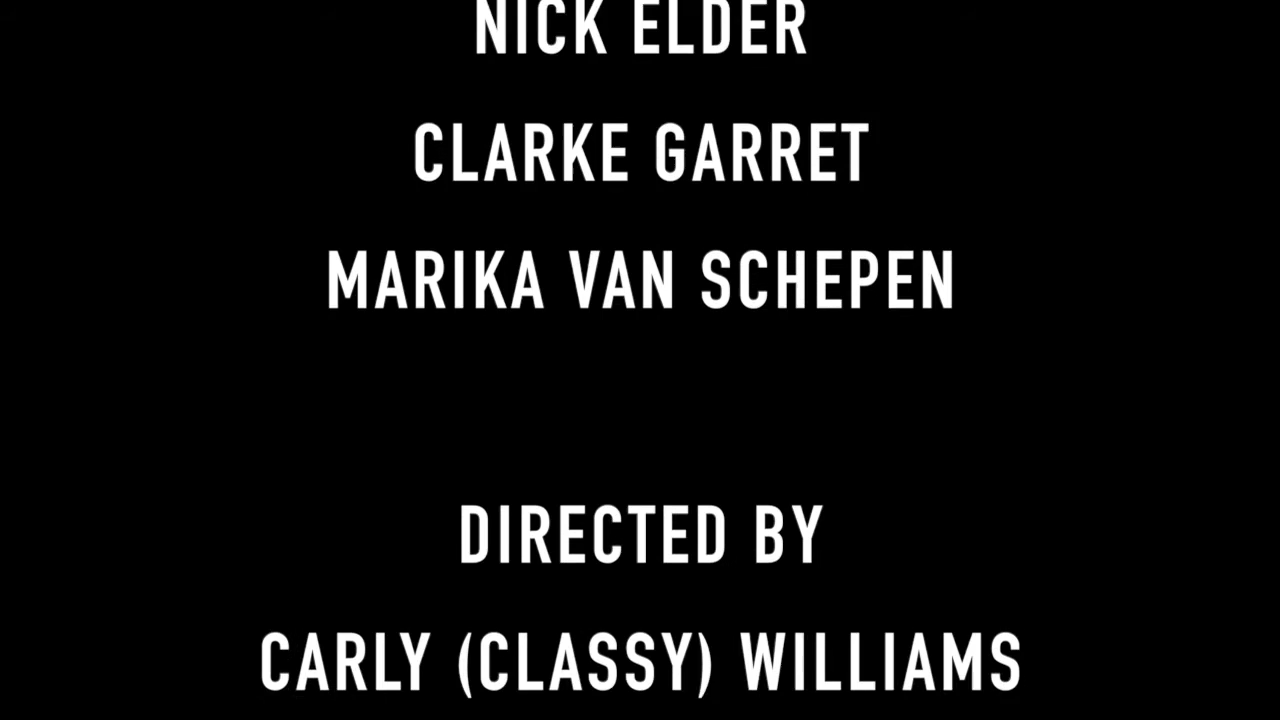 NICK ELDER
CLARKE GARRET
MARIKA VAN SCHEPEN
DIRECTED BY
CARLY (CLASSY) WILLIAMS